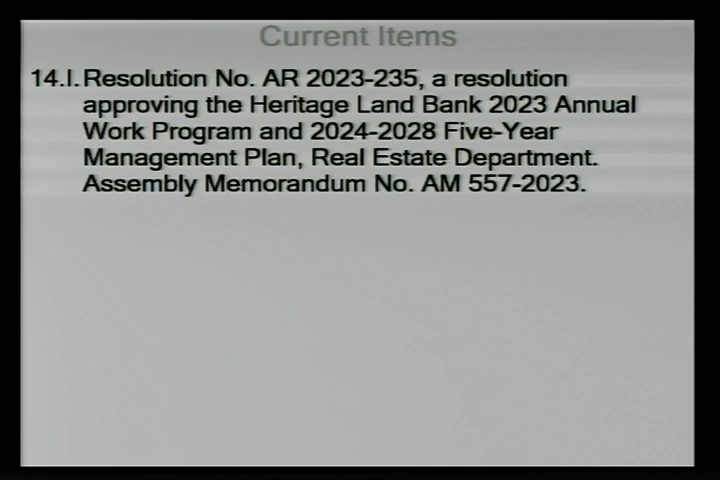 Current Items
14.I. Resolution No. AR 2023-235, a resolution
approving the Heritage Land Bank 2023 Annual
Work Program and 2024-2028 Five-Year
Management Plan, Real Estate Department.
Assembly Memorandum No. AM 557-2023.